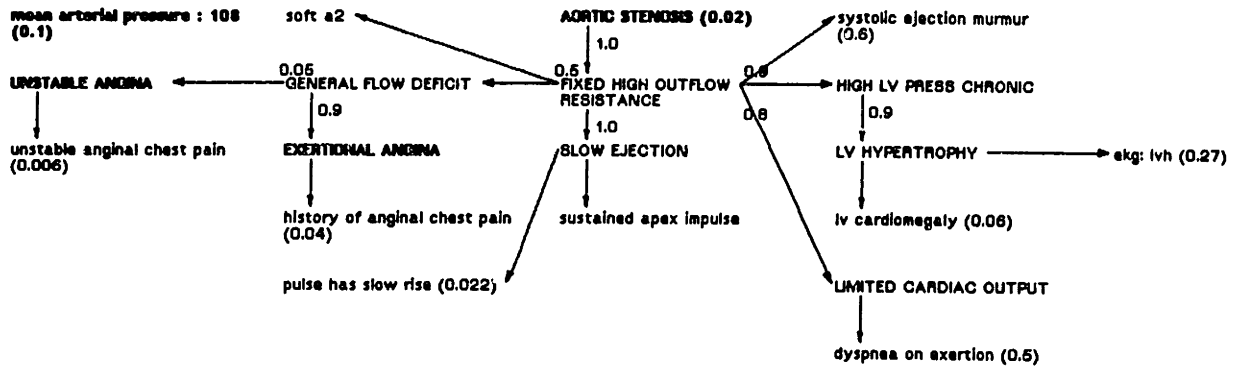 mean arterial pressure : 108
(0.1)
soft a2
AORTIC STENOSIS (0.02)
systolic ejection murmur
(0.6)
1.0
UNSTABLE ANGINA
0.05
GENERAL FLOW DEFICIT
0.5
FIXED HIGH OUTFLOW
RESISTANCE
0.9
HIGH LV PRESS CHRONIC
0.9
1.0
0.8
0.9
unstable anginal chest pain
(0.006)
EXERTIONAL ANGINA
SLOW EJECTION
LV HYPERTROPHY
ekg: lvh (0.27)
history of anginal chest pain
(0.04)
sustained apex impulse
lv cardiomegaly (0.06)
pulse has slow rise (0.022)
LIMITED CARDIAC OUTPUT
dyspnea on exertion (0.5)